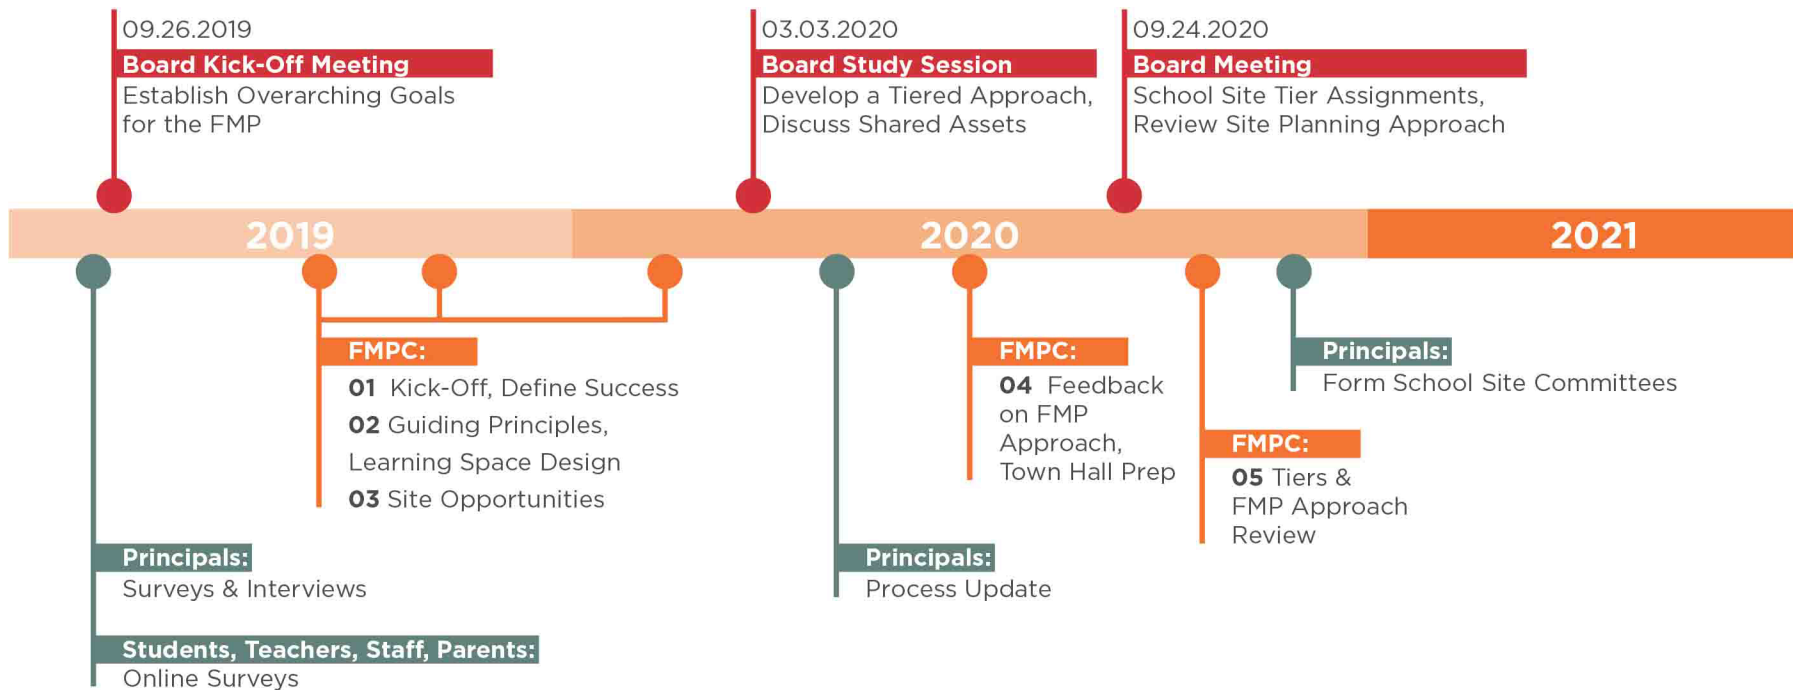 09.26.2019
Board Kick-Off Meeting
Establish Overarching Goals
for the FMP
03.03.2020
Board Study Session
Develop a Tiered Approach,
Discuss Shared Assets
09.24.2020
Board Meeting
School Site Tier Assignments,
Review Site Planning Approach
2019
2020
2021
FMPC:
01 Kick-Off, Define Success
02 Guiding Principles,
Learning Space Design
03 Site Opportunities
FMPC:
04 Feedback
on FMP
Approach,
Town Hall Prep
Principals:
Form School Site Committees
FMPC:
05 Tiers &
FMP Approach
Review
Principals:
Surveys & Interviews
Principals:
Process Update
Students, Teachers, Staff, Parents:
Online Surveys